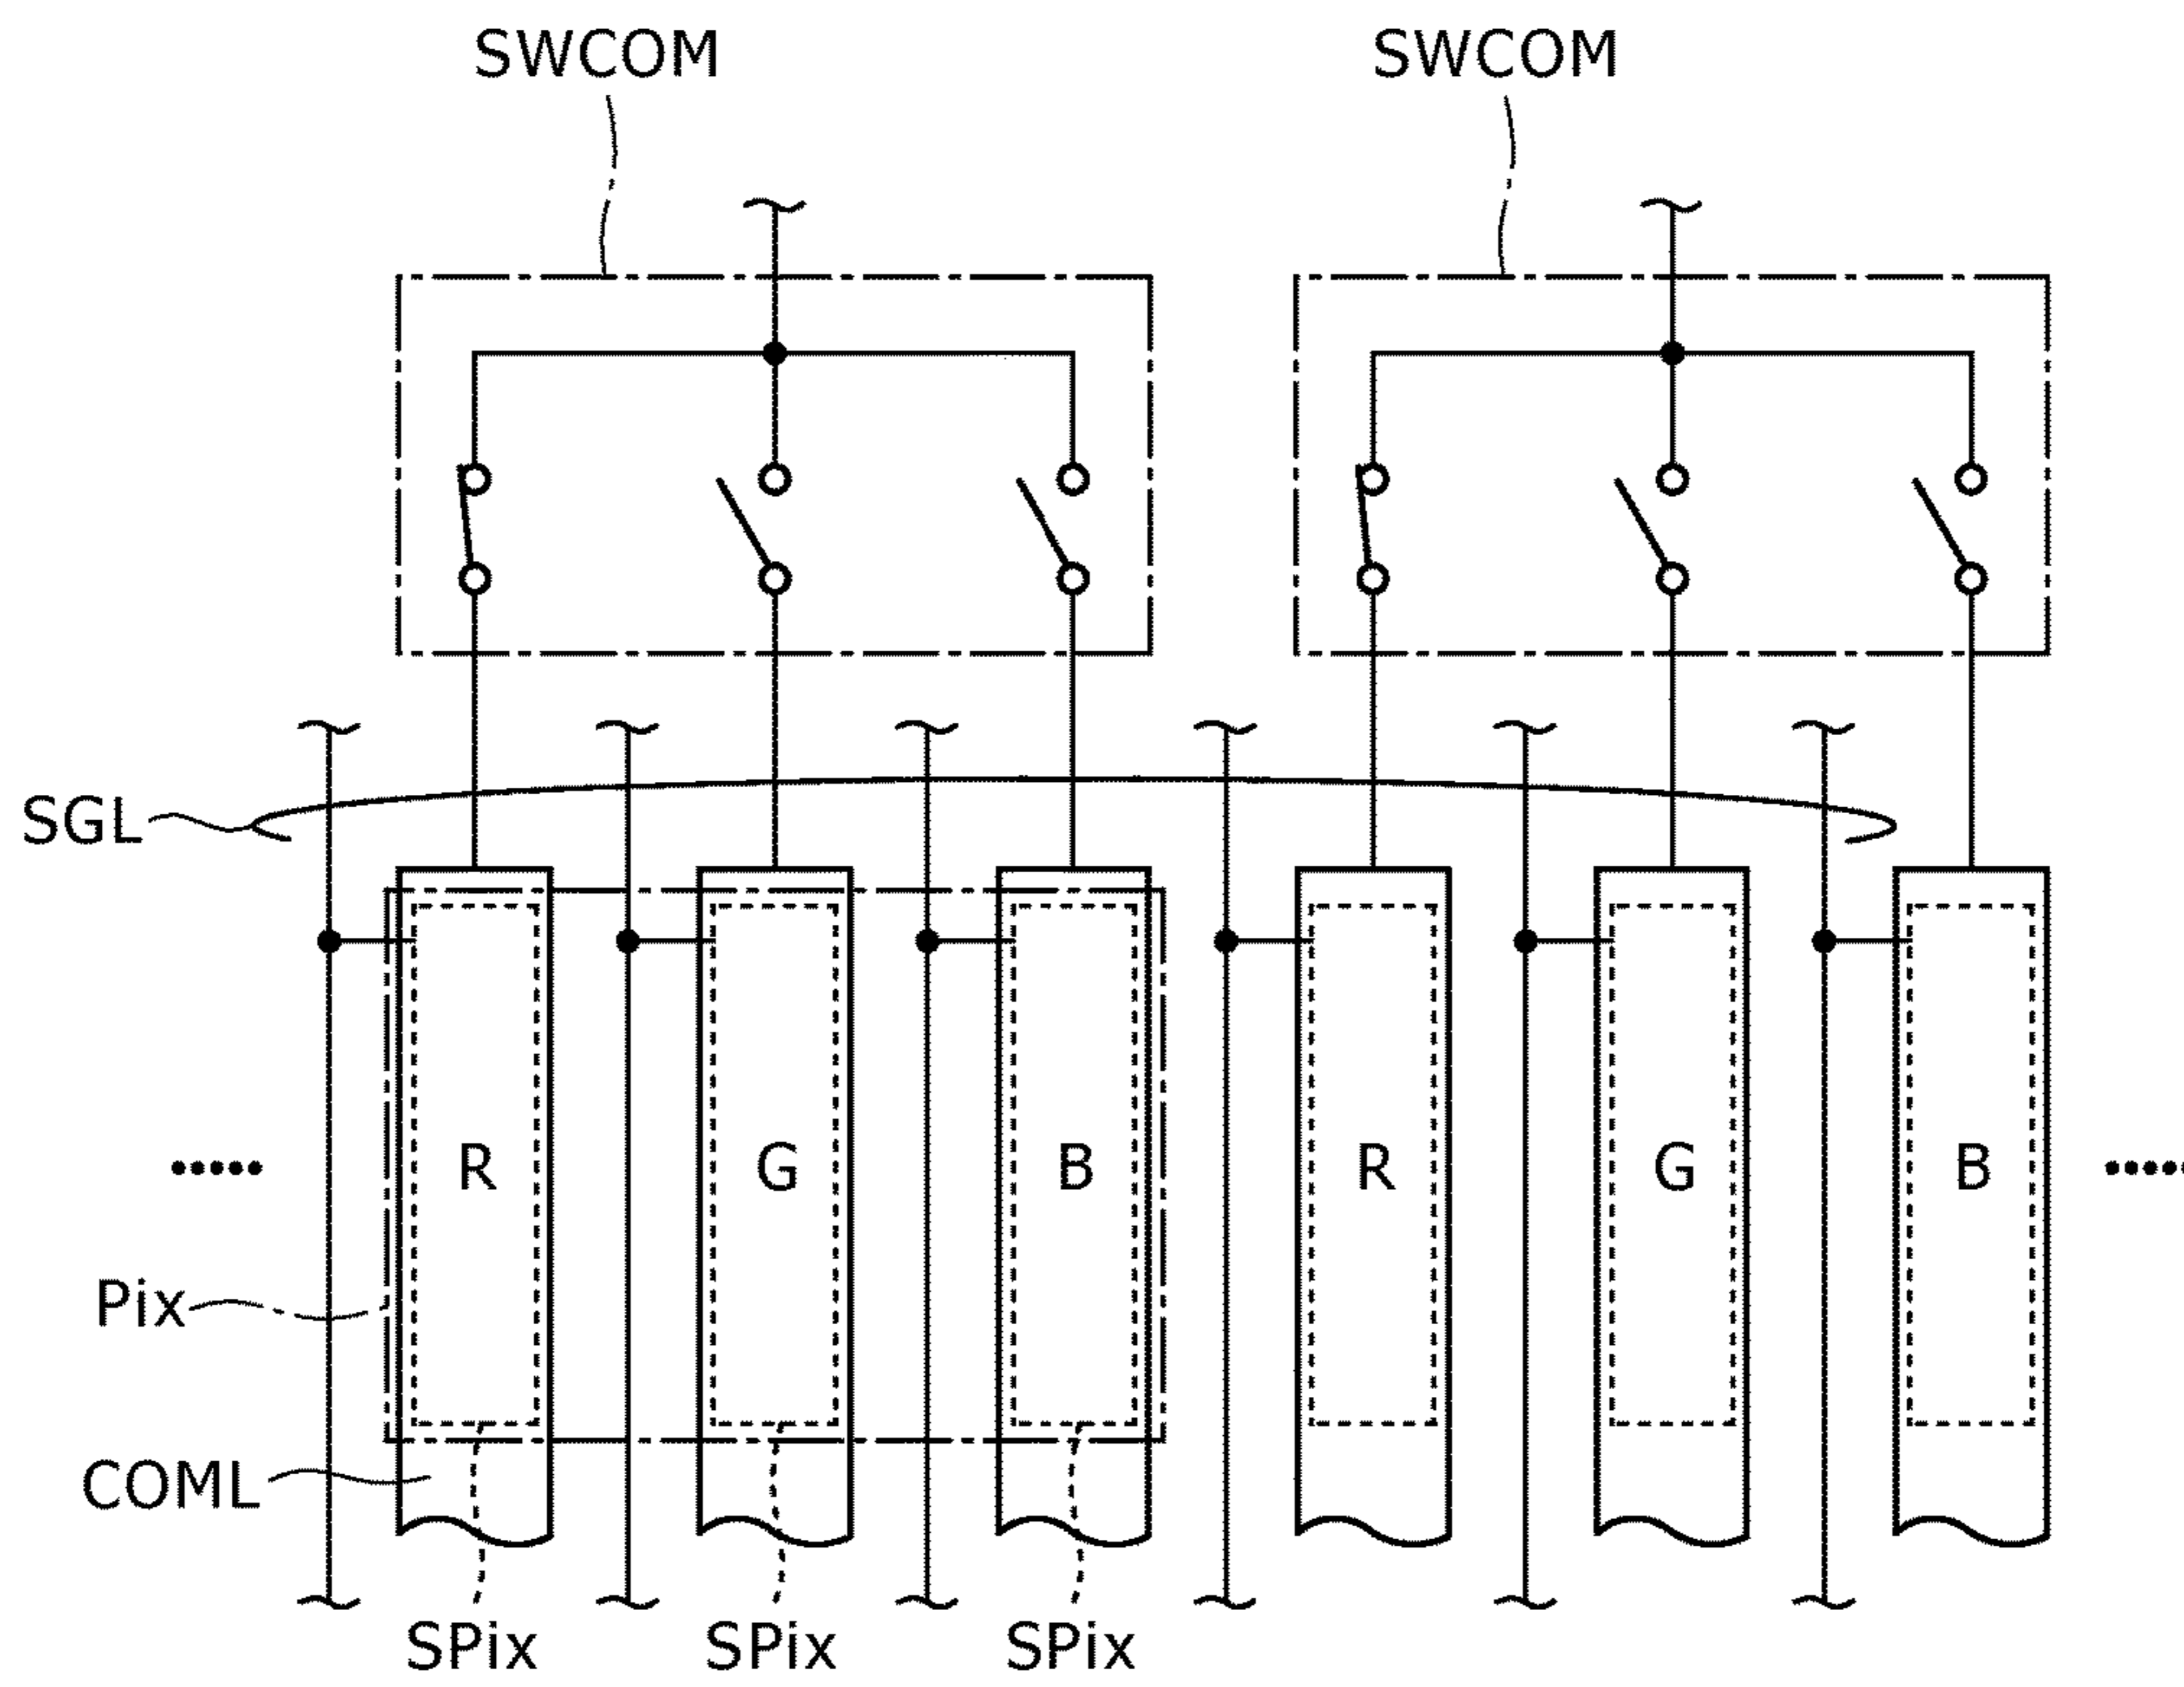 SWCOM SWCOM
SGL
R G B R G B
Pix
COML
SPix SPix SPix